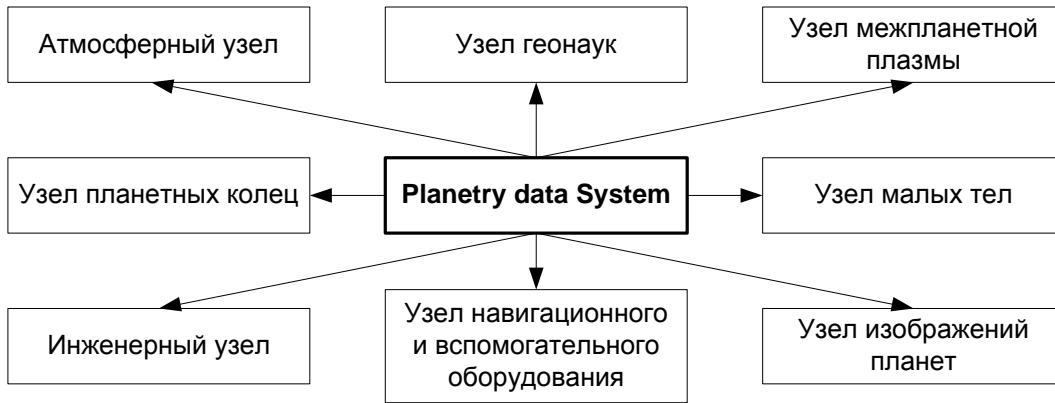 Атмосферный узел
Узел геонаук
Узел межпланетной
плазмы
Узел планетных колец
Planetry data System
Узел малых тел
Инженерный узел
Узел навигационного
и вспомогательного
оборудования
Узел изображений
планет